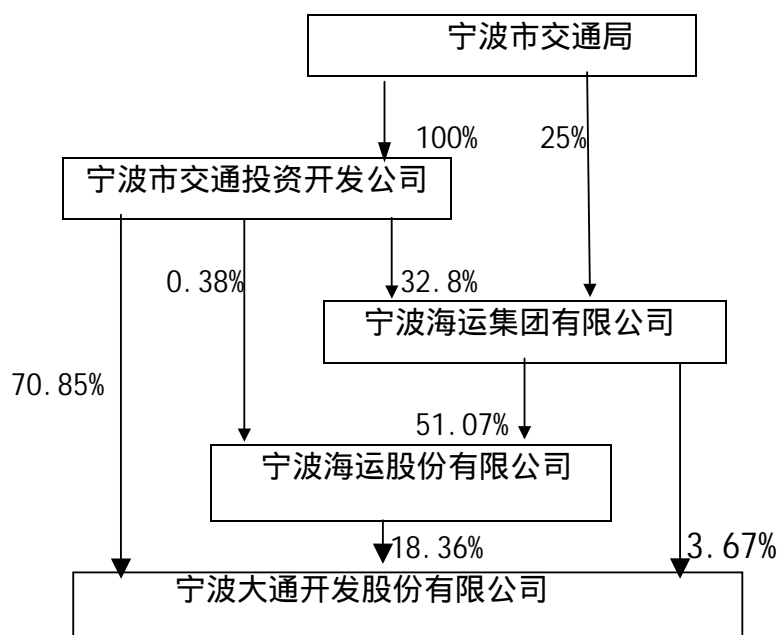 宁波市交通局
100%
25%
宁波市交通投资开发公司
0.38%
32.8%
宁波海运集团有限公司
70.85%
51.07%
宁波海运股份有限公司
18.36%
3.67%
宁波大通开发股份有限公司